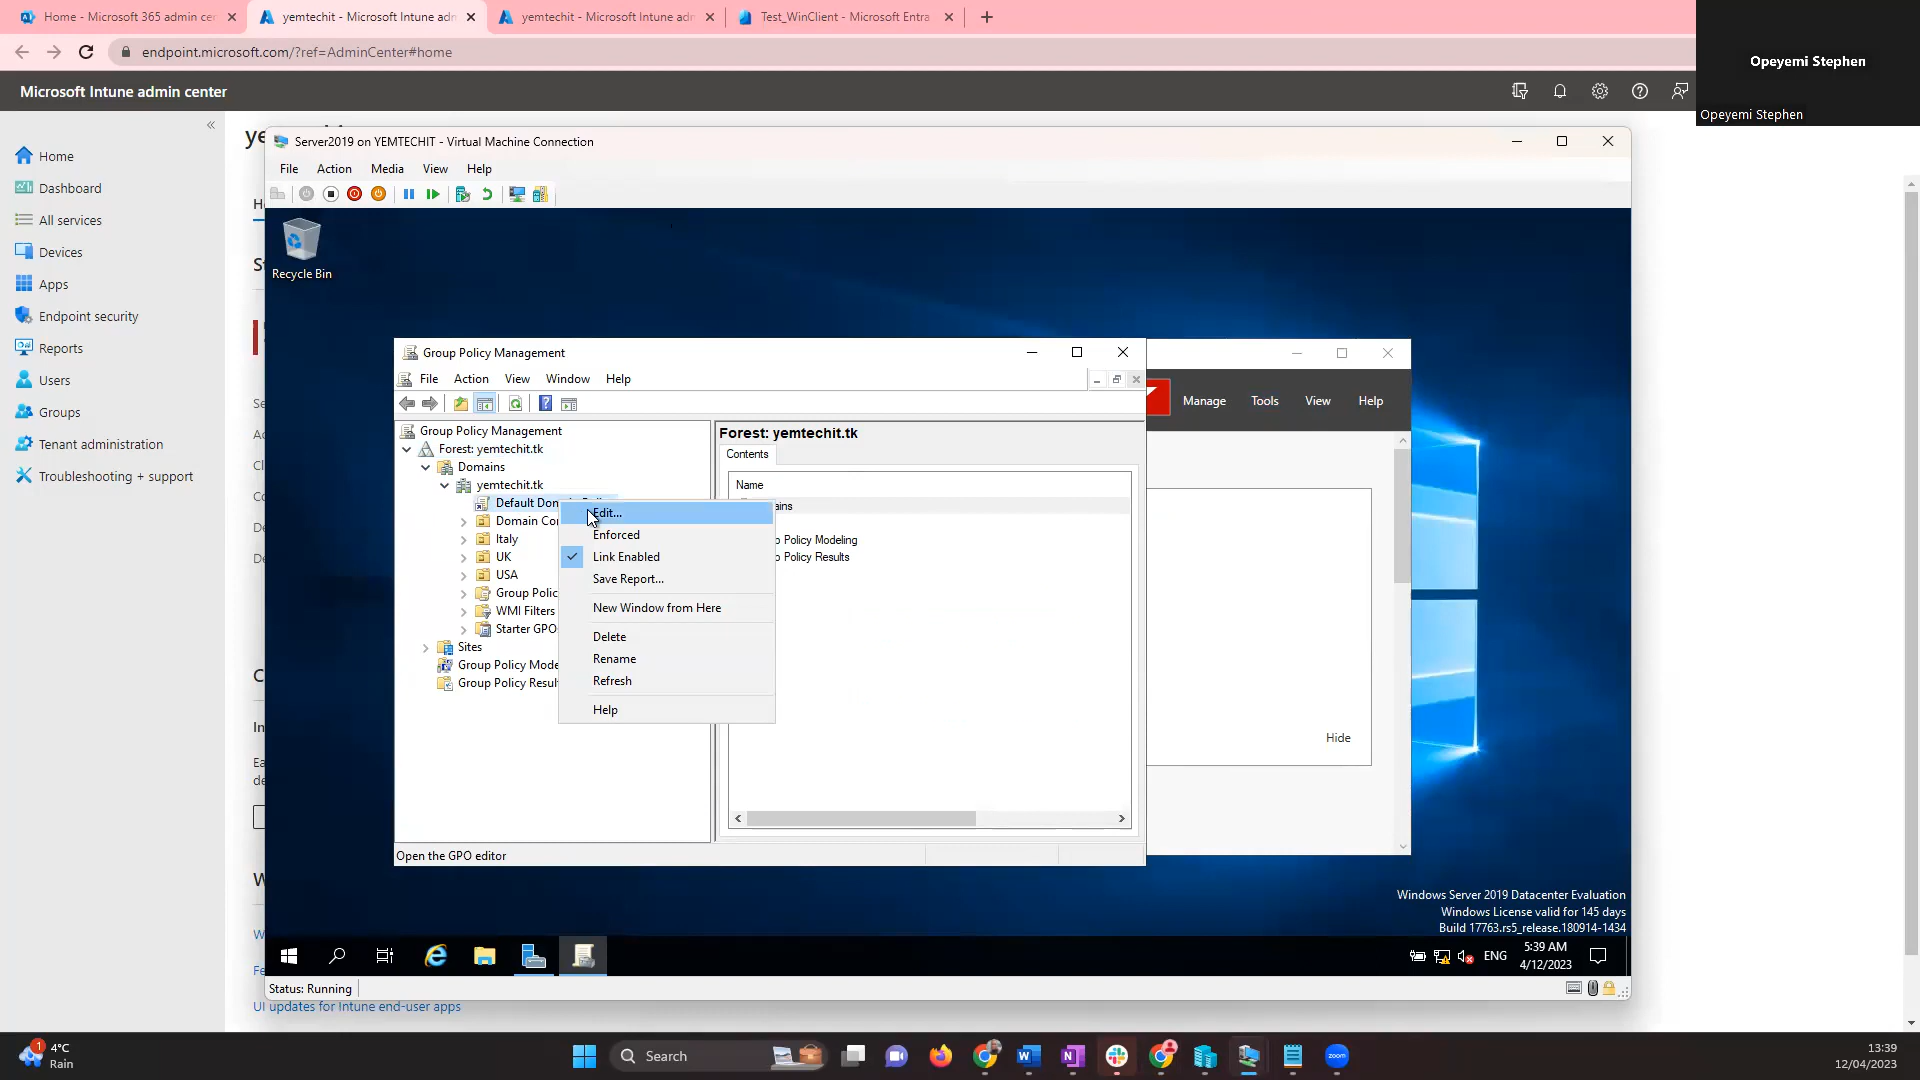 Home - Microsoft 365 admin cer
yemtechit - Microsoft Intune adn
yemtechit - Microsoft Intune adn
Test_WinClient - Microsoft Entra
endpoint.microsoft.com/?ref=AdminCenter#home
Opeyemi Stephen
Opeyemi Stephen
Microsoft Intune admin center
Home
Dashboard
All services
Devices
Apps
Endpoint security
Reports
Users
Groups
Tenant administration
Troubleshooting + support
Server2019 on YEMTECHIT - Virtual Machine Connection
File Action Media View Help
Recycle Bin
Group Policy Management
File Action View Window Help
Manage Tools View Help
Group Policy Management
Forest: yemtechit.tk
Domains
yemtechit.tk
Default Don
Domain Cor
Italy
UK
USA
Group Polic
WMI Filters
Starter GPO
Sites
Group Policy Mode
Group Policy Resul
Forest: yemtechit.tk
Contents
Name
ains
Policy Modeling
Policy Results
Edit...
Enforced
Link Enabled
Save Report...
New Window from Here
Delete
Rename
Refresh
Help
Hide
Open the GPO editor
Windows Server 2019 Datacenter Evaluation
Windows License valid for 145 days
Build 17763.rs5_release.180914-1434
ENG
5:39 AM
4/12/2023
Status: Running
UI updates for Intune end-user apps
1
4°C
Rain
Search
zoom
13:39
12/04/2023